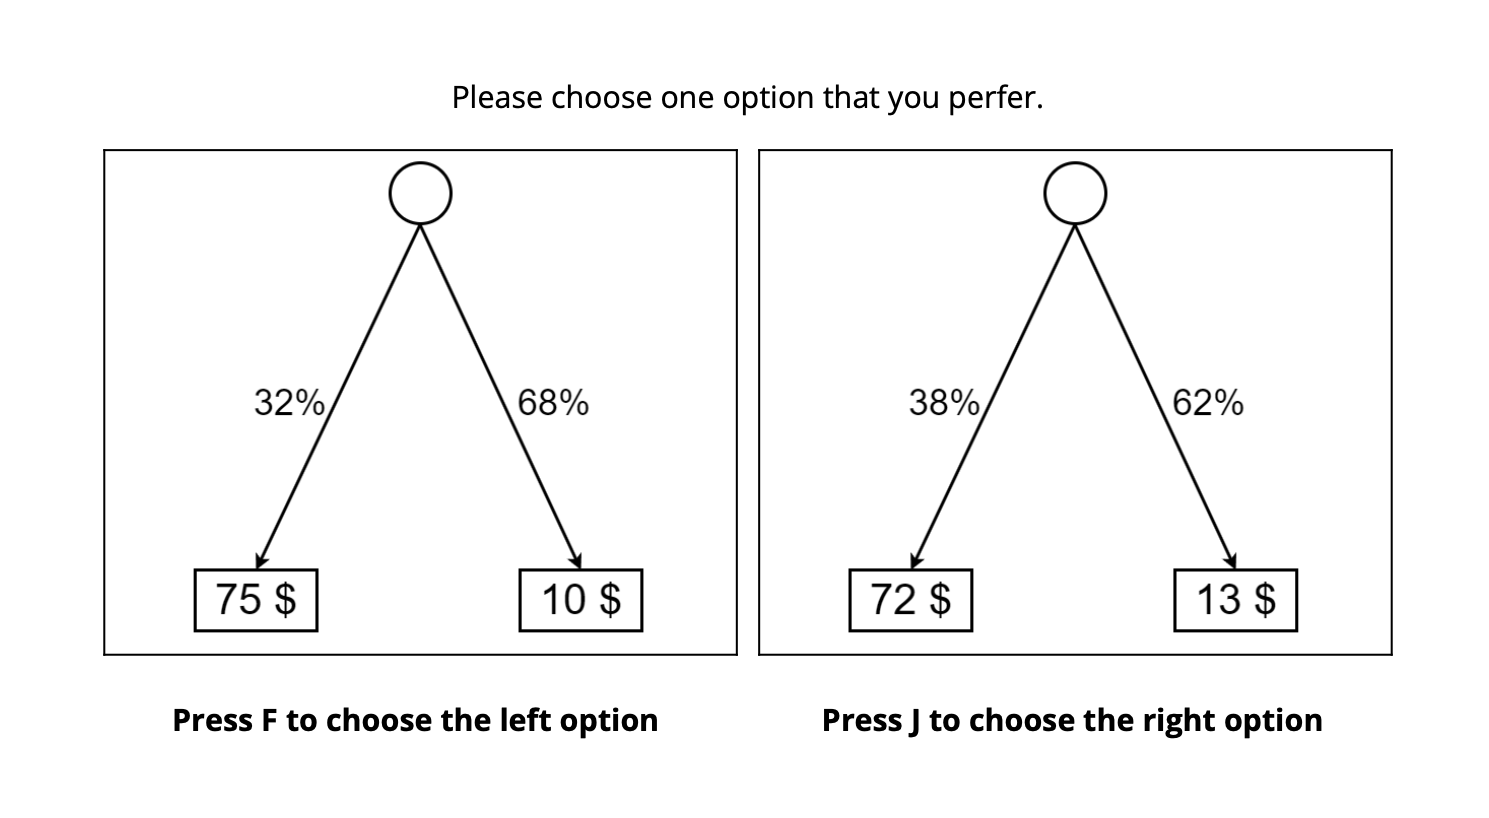 Please choose one option that you perfer.
32%
68%
75 $
10 $
38%
62%
72 $
13 $
Press F to choose the left option
Press J to choose the right option